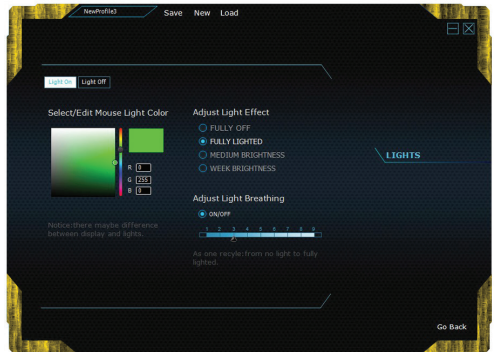 NewProfile3 Save New Load
Light On Light Off
Select/Edit Mouse Light Color
R 0
G 255
B 0
Notice:there maybe difference
between display and lights.
Adjust Light Effect
FULLY OFF
FULLY LIGHTED
MEDIUM BRIGHTNESS
WEEK BRIGHTNESS
Adjust Light Breathing
ON/OFF
1 2 3 4 5 6 7 8 9
As one recyle:from no light to fully
lighted.
LIGHTS
Go Back